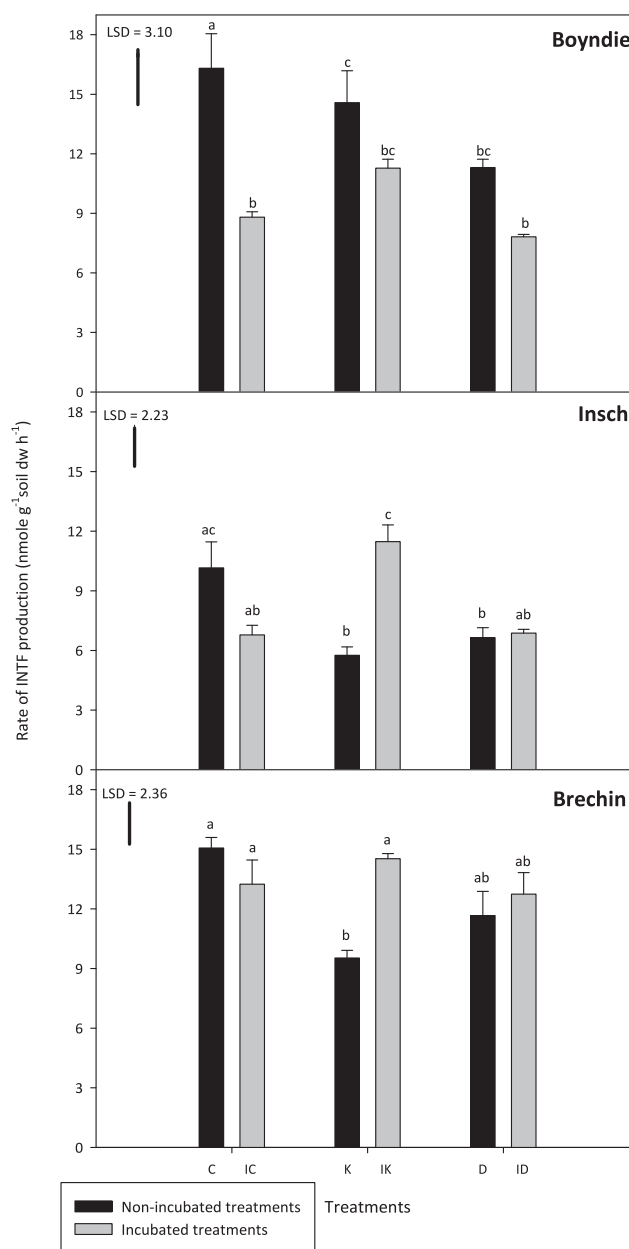 LSD = 3.10
Boyndie
18
15
12
9
6
3
0
a
b
c
bc
bc
b
LSD = 2.23
Insch
18
15
12
9
6
3
0
ac
ab
b
c
b
ab
LSD = 2.36
Brechin
18
15
12
9
6
3
0
a
a
b
a
ab
ab
Rate of INTF production (nmole g⁻¹soil dw h⁻¹)
C IC K IK D ID
Treatments
Non-incubated treatments
Incubated treatments